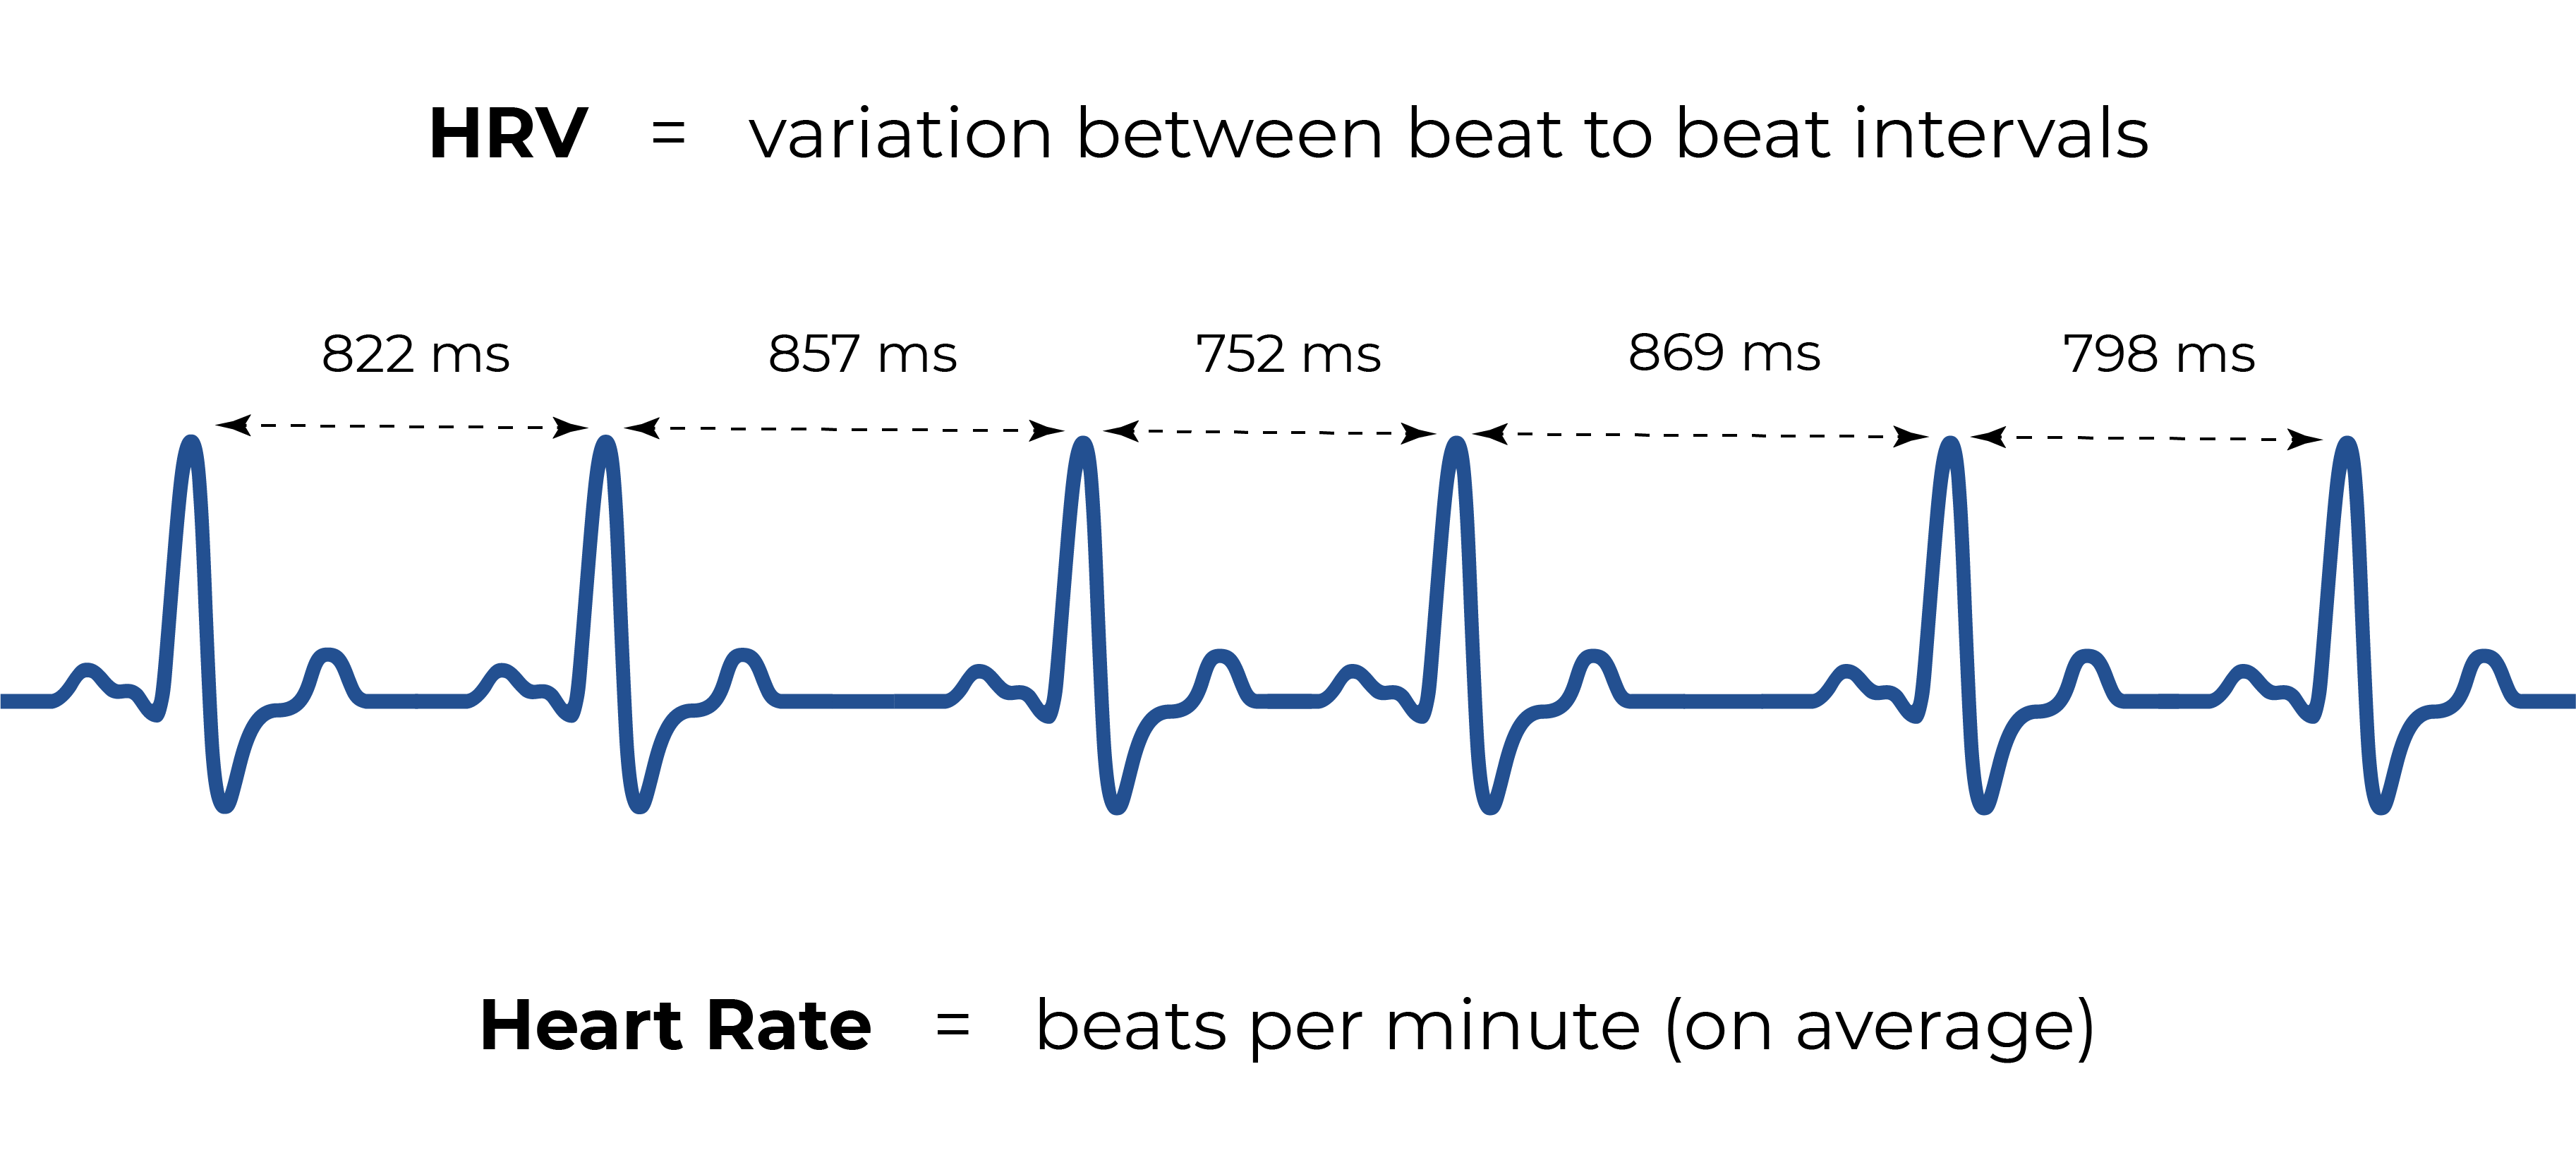 HRV = variation between beat to beat intervals
822 ms 857 ms 752 ms 869 ms 798 ms
Heart Rate = beats per minute (on average)